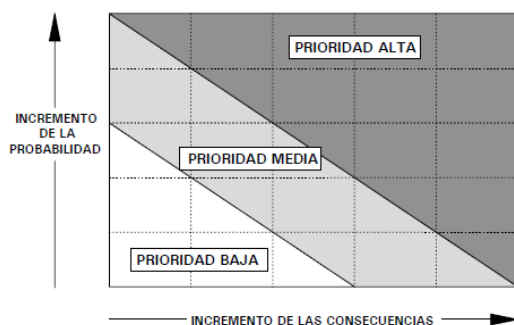 PRIORIDAD ALTA
INCREMENTO
DE LA
PROBABILIDAD
PRIORIDAD MEDIA
PRIORIDAD BAJA
INCREMENTO DE LAS CONSECUENCIAS